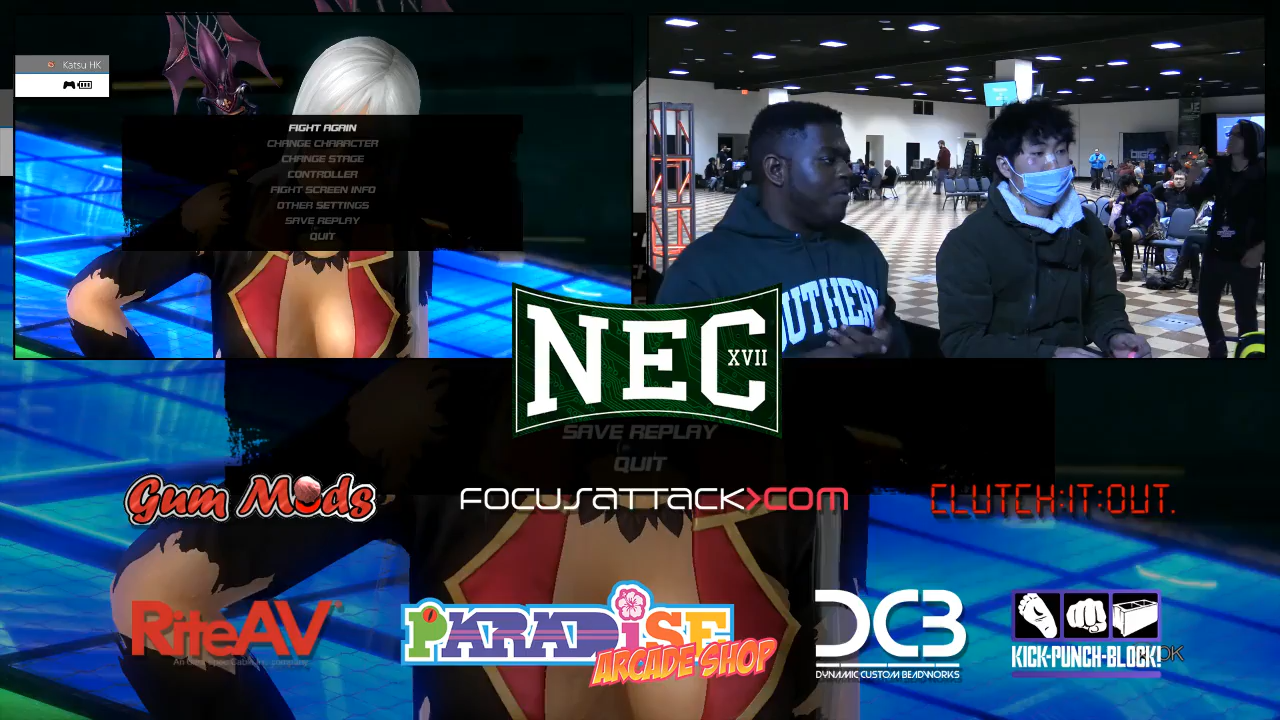 Katsu HK
FIGHT AGAIN
CHANGE CHARACTER
CHANGE STAGE
CONTROLLER
FIGHT SCREEN INFO
OTHER SETTINGS
SAVE REPLAY
QUIT
OUTHERN
NEC
XVII
SAVE REPLAY
QUIT
Gum Mods
FOCUSATTACK>COM
CLUTCH:IT:OUT.
RiteAV
PARADiSE
ARCADE SHOP
DCB
DYNAMIC CUSTOM BEADWORKS
KICK-PUNCH-BLOCK!
OK